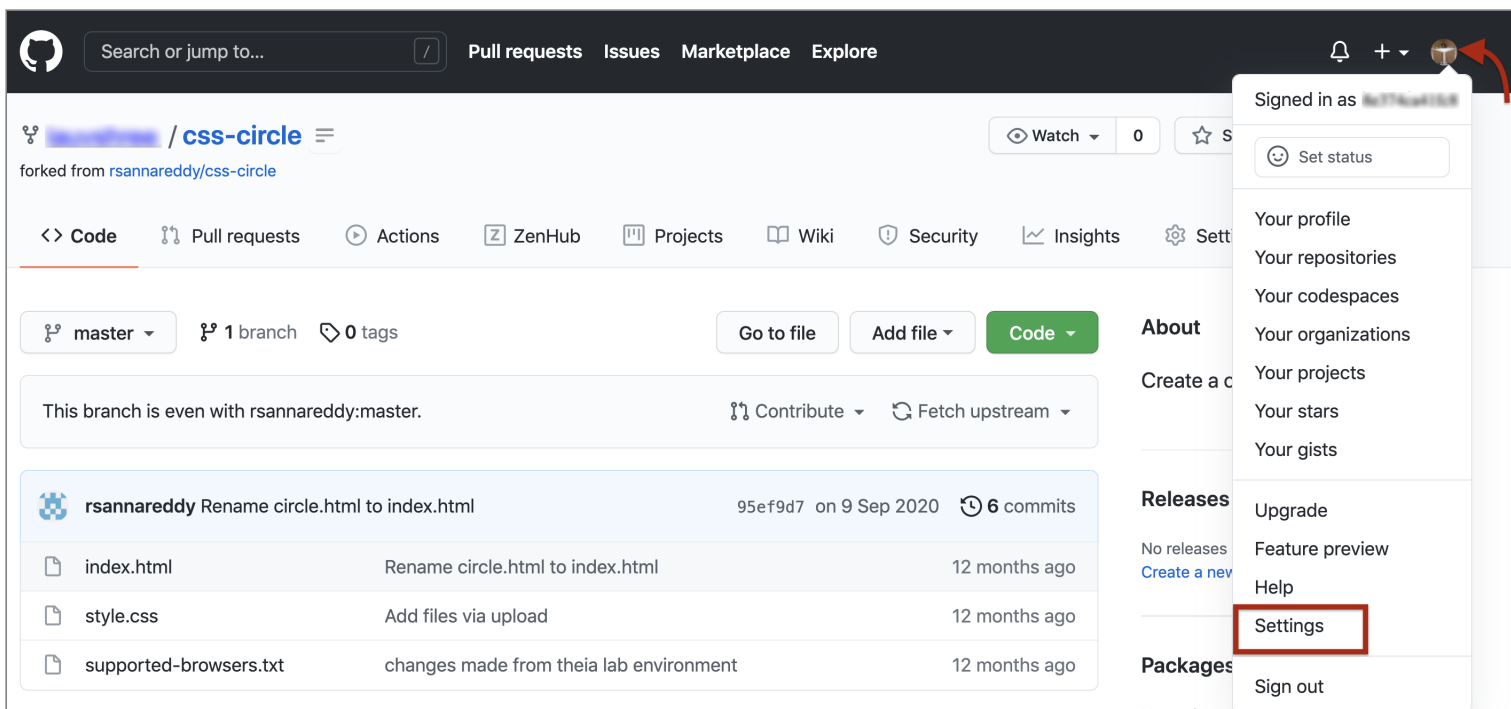 Search or jump to... / Pull requests Issues Marketplace Explore
Signed in as
/ css-circle
Watch 0 S
Set status
forked from rsannareddy/css-circle
Code Pull requests Actions ZenHub Projects Wiki Security Insights Setti
Your profile
Your repositories
Your codespaces
Your organizations
Your projects
Your stars
Your gists
Upgrade
Feature preview
Help
Settings
Sign out
master 1 branch 0 tags Go to file Add file Code
This branch is even with rsannareddy:master. Contribute Fetch upstream
rsannareddy Rename circle.html to index.html 95ef9d7 on 9 Sep 2020 6 commits
index.html Rename circle.html to index.html 12 months ago
style.css Add files via upload 12 months ago
supported-browsers.txt changes made from theia lab environment 12 months ago
About
Create a c
Releases
No releases
Create a new
Packages